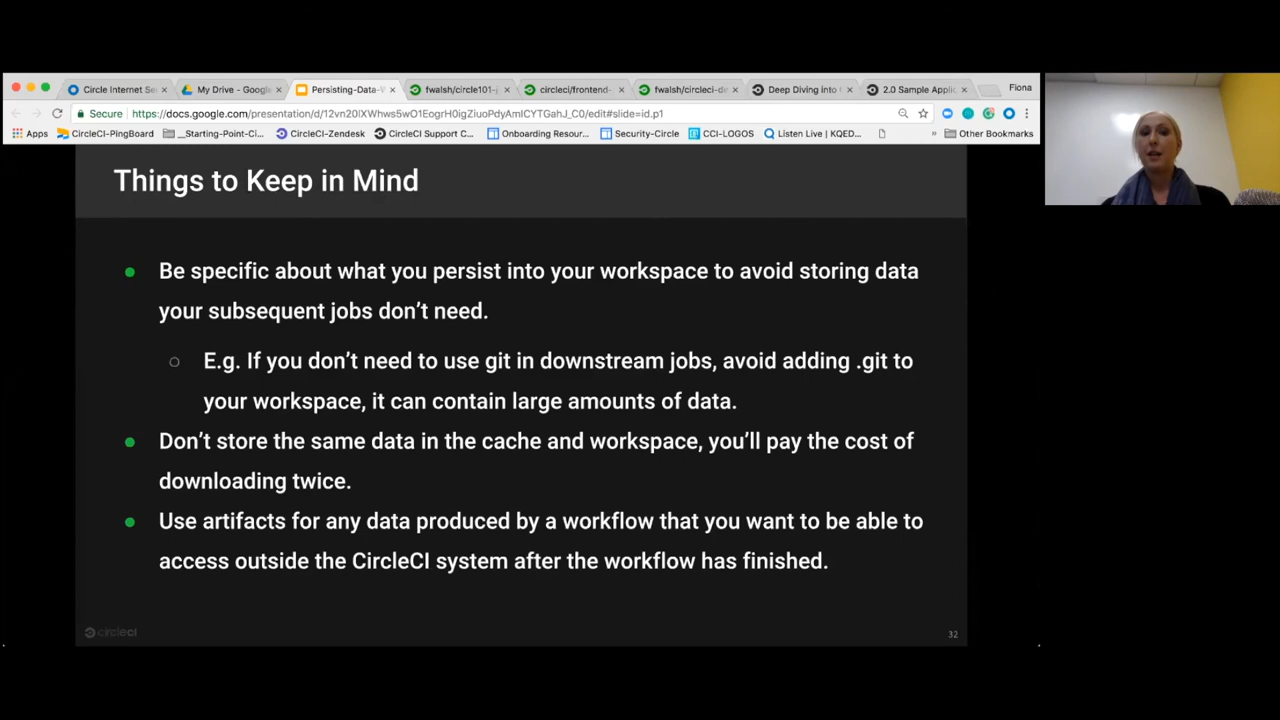 Circle Internet Se
My Drive - Google
Persisting-Data-W
fwalsh/circle101-j
circleci/frontend-
fwalsh/circleci-de
Deep Diving into C
2.0 Sample Applic
Fiona
Secure
https://docs.google.com/presentation/d/12vn20lXWhws5wO1EogrH0igZiuoPdyAmICYTGahJ_C0/edit#slide=id.p1
Apps
CircleCI-PingBoard
__Starting-Point-Ci...
CircleCI-Zendesk
CircleCI Support C...
Onboarding Resour...
Security-Circle
CCI-LOGOS
Listen Live | KQED...
»
Other Bookmarks
Things to Keep in Mind
Be specific about what you persist into your workspace to avoid storing data
your subsequent jobs don’t need.
E.g. If you don’t need to use git in downstream jobs, avoid adding .git to
your workspace, it can contain large amounts of data.
Don’t store the same data in the cache and workspace, you’ll pay the cost of
downloading twice.
Use artifacts for any data produced by a workflow that you want to be able to
access outside the CircleCI system after the workflow has finished.
circleci
32